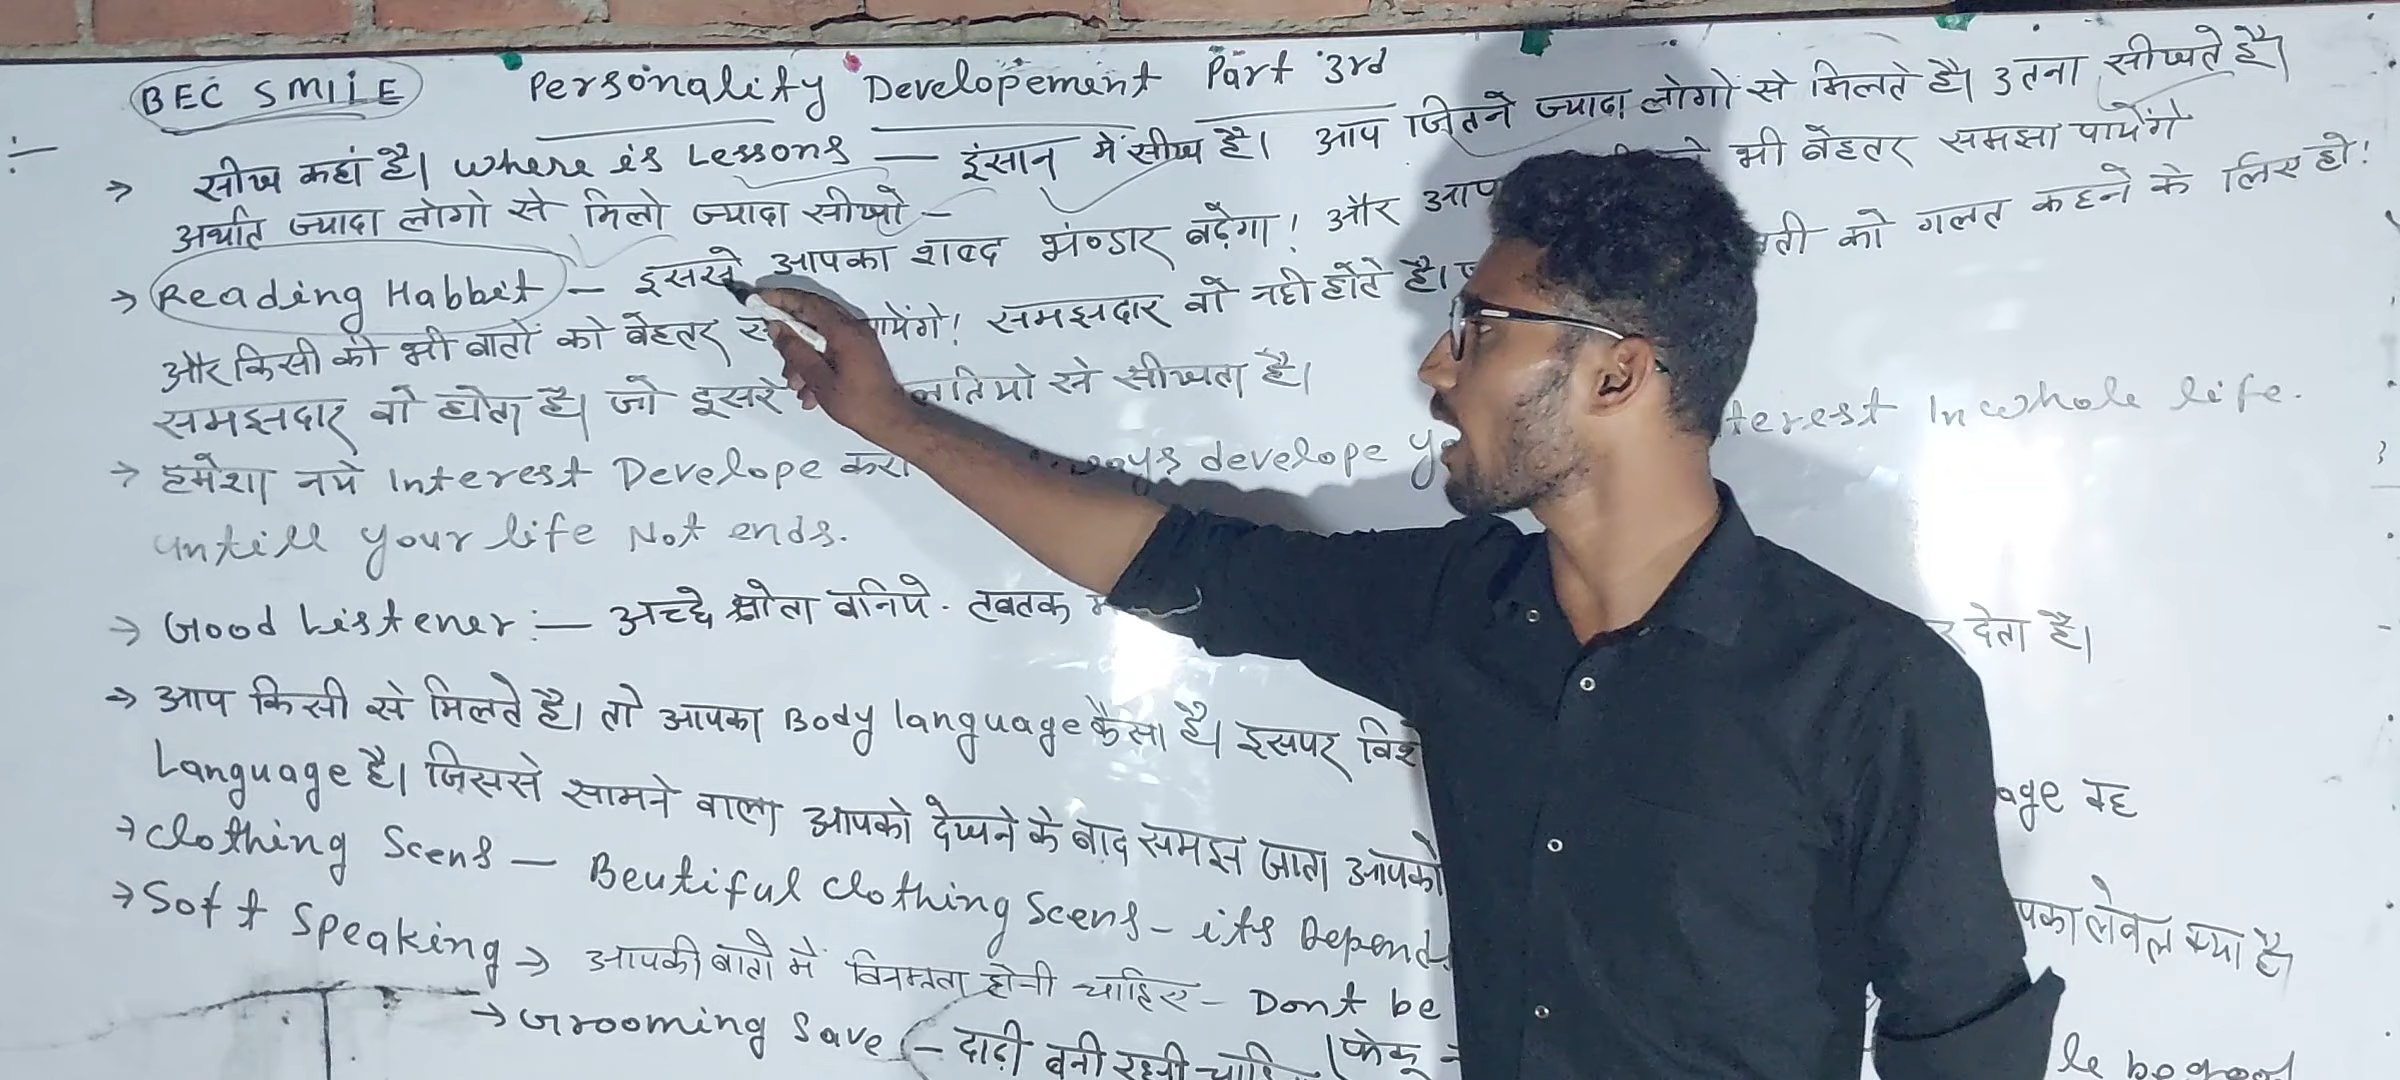 BEC SMILE Personality Developement Part 3rd
→ सीख कहां है। where is Lessons — इंसान में सीख है। आप जितने ज्यादा लोगो से मिलते है। उतना सीखते है।
अर्थात ज्यादा लोगो से मिलो ज्यादा सीखो -
→ Reading Habbit - इससे आपका शब्द भंण्डार बढ़ेगा! और आप भी बेहतर समझा पायेंगे
और किसी की भी बातों को बेहतर पायेंगे! समझदार वो नही होते है। को गलत कहने के लिए हो!
समझदार वो होता है। जो दूसरे से सीखता है।
→ हमेशा नये Interest Develope करो develope In whole life.
untill your life Not ends.
→ Good Listener :— अच्छे श्रोता बनिये. तबतक देता है।
→ आप किसी से मिलते है। तो आपका Body language कैसा है। इसपर
Language है। जिससे सामने वाला आपको देखने के बाद समझ जाता आपको लेवल क्या है।
→ Clothing Scens — Beutiful Clothing Scens - its Depend
→ Soft Speaking → आपकी बातो में विनम्रता होनी चाहिए - Dont be
→ Grooming Save - दाढ़ी बनी रहनी be good